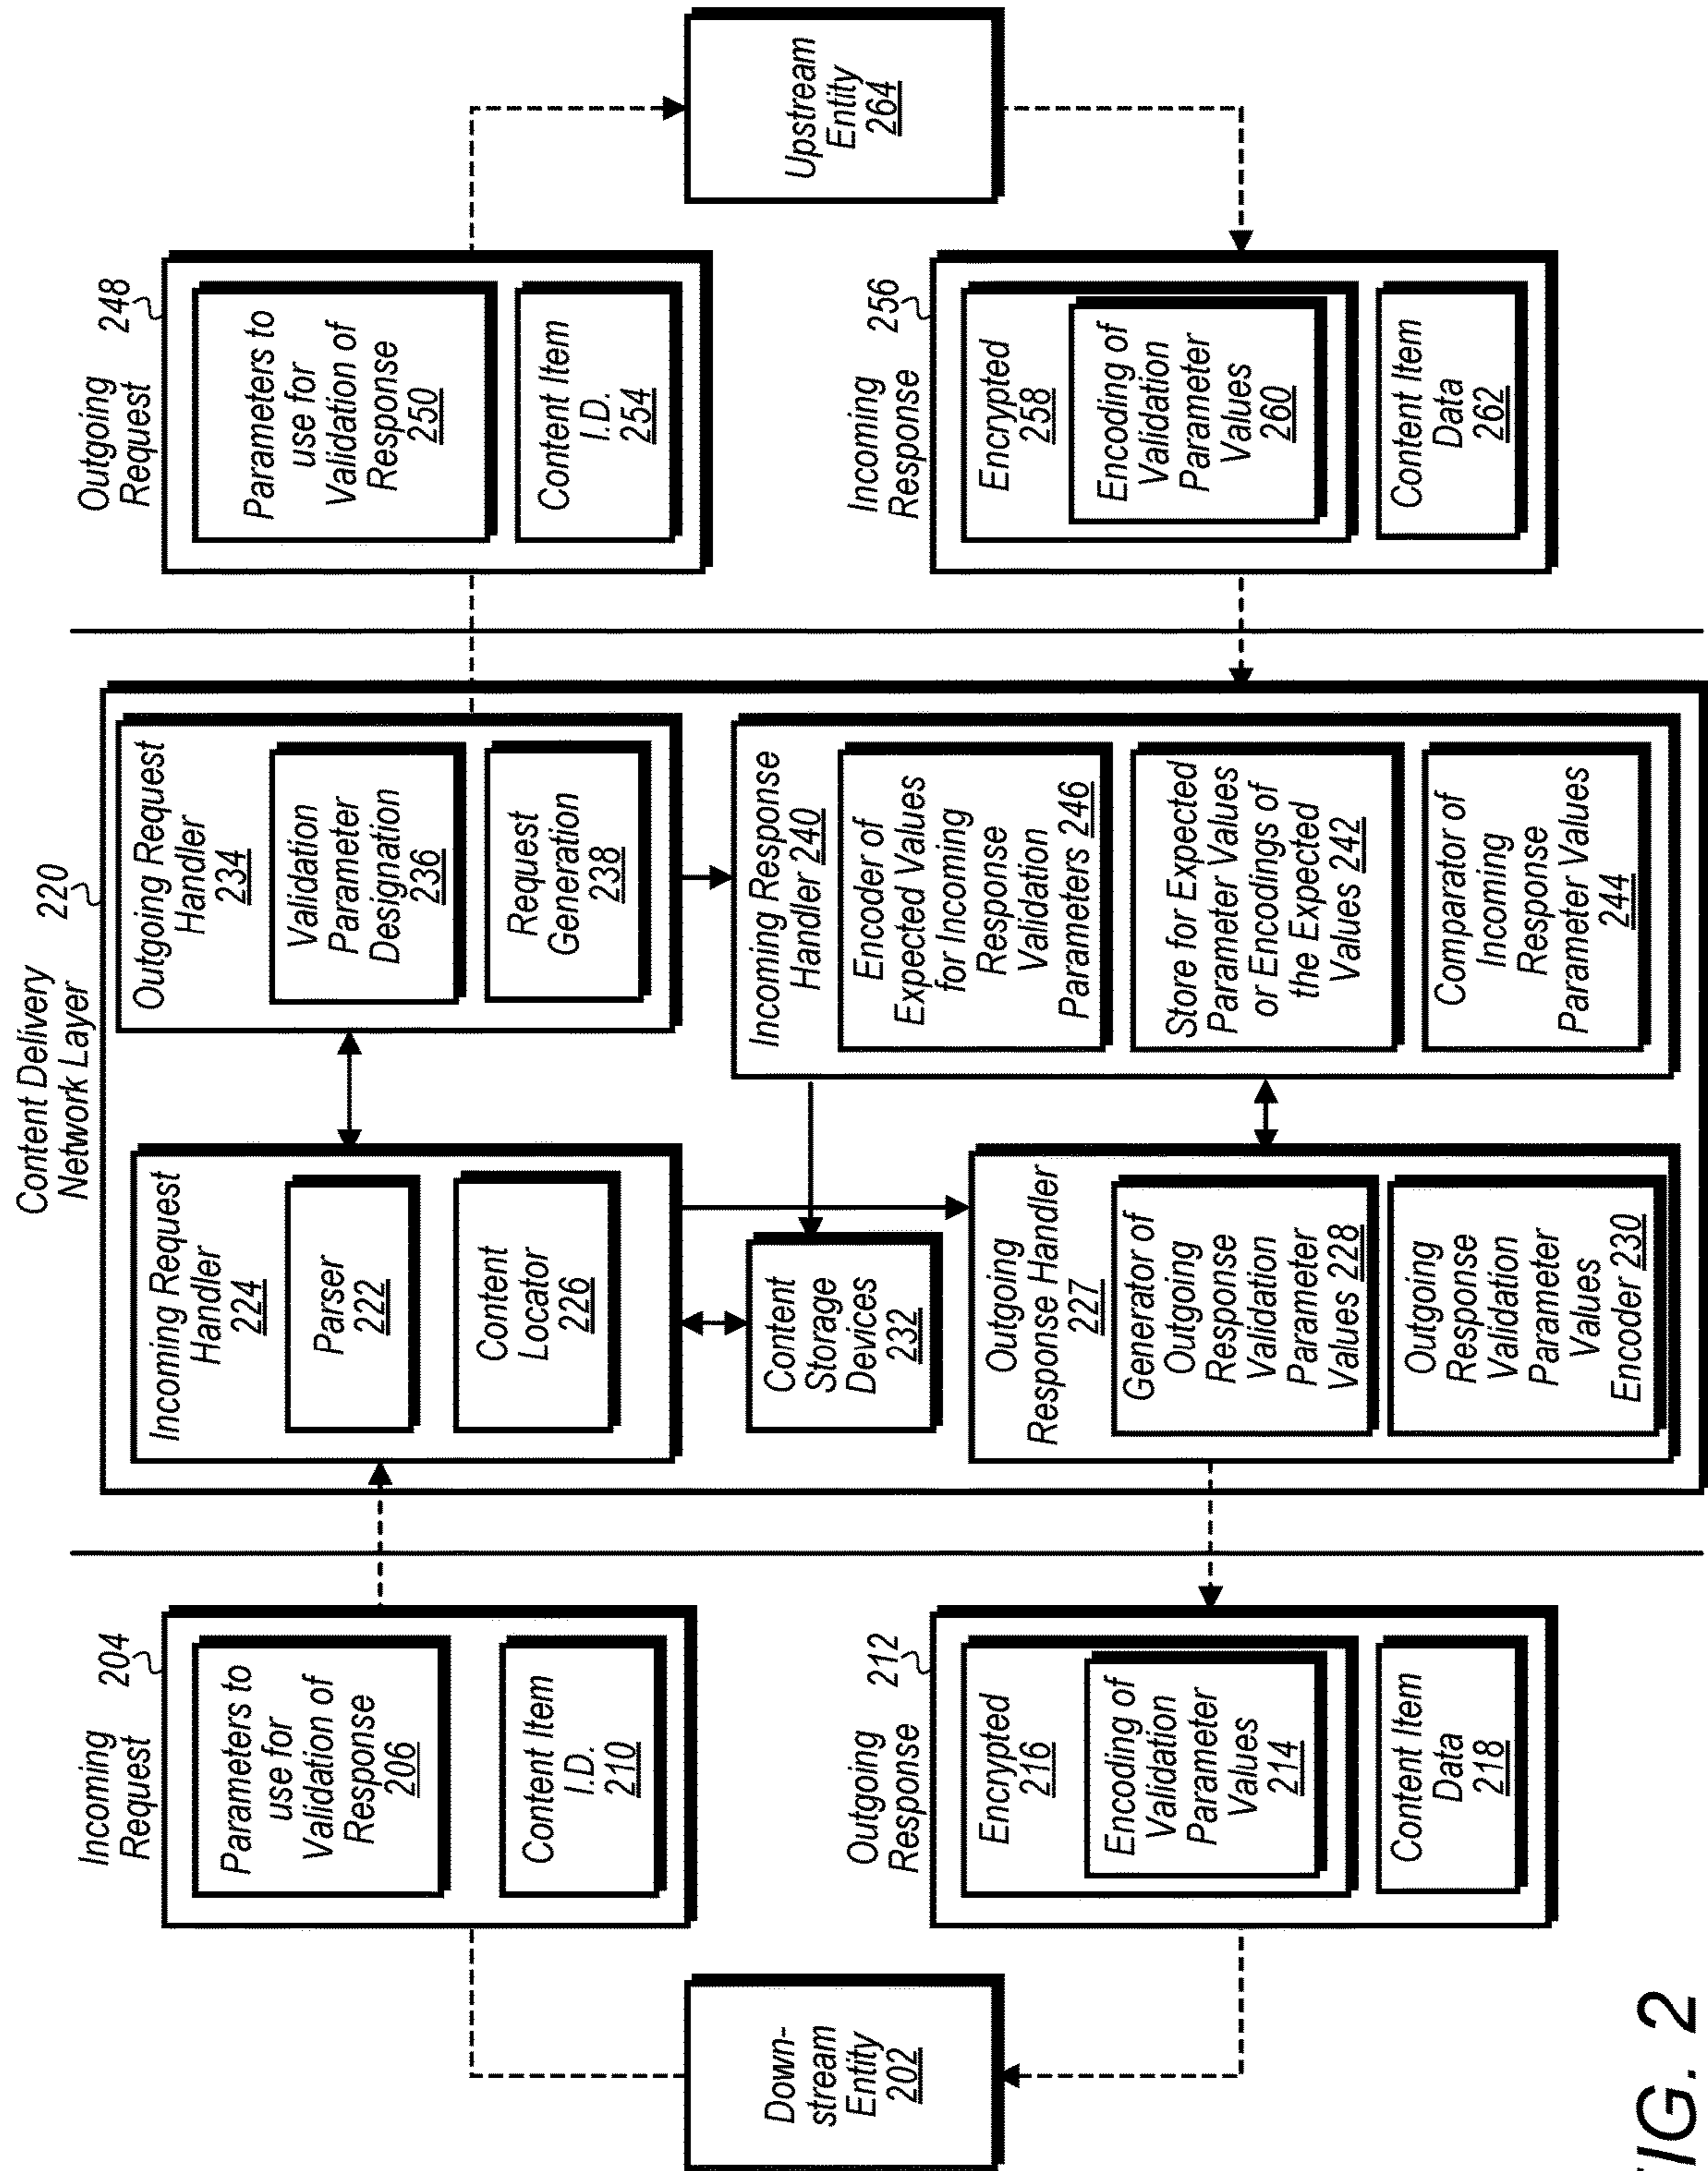 Content Delivery
Network Layer
220
Incoming
Request
204
Parameters to
use for
Validation of
Response
206
Content Item
I.D.
210
Down-
stream
Entity
202
Outgoing
Response
212
Encrypted
216
Encoding of
Validation
Parameter
Values
214
Content Item
Data
218
Incoming Request
Handler
224
Parser
222
Content
Locator
226
Content
Storage
Devices
232
Outgoing
Response Handler
227
Generator of
Outgoing
Response
Validation
Parameter
Values 228
Outgoing
Response
Validation
Parameter
Values
Encoder 230
Outgoing Request
Handler
234
Validation
Parameter
Designation
236
Request
Generation
238
Incoming Response
Handler 240
Encoder of
Expected Values
for Incoming
Response
Validation
Parameters 246
Store for Expected
Parameter Values
or Encodings of
the Expected
Values 242
Comparator of
Incoming
Response
Parameter Values
244
Outgoing
Request
248
Parameters to
use for
Validation of
Response
250
Content Item
I.D.
254
Upstream
Entity
264
Incoming
Response
256
Encrypted
258
Encoding of
Validation
Parameter
Values
260
Content Item
Data
262
FIG. 2